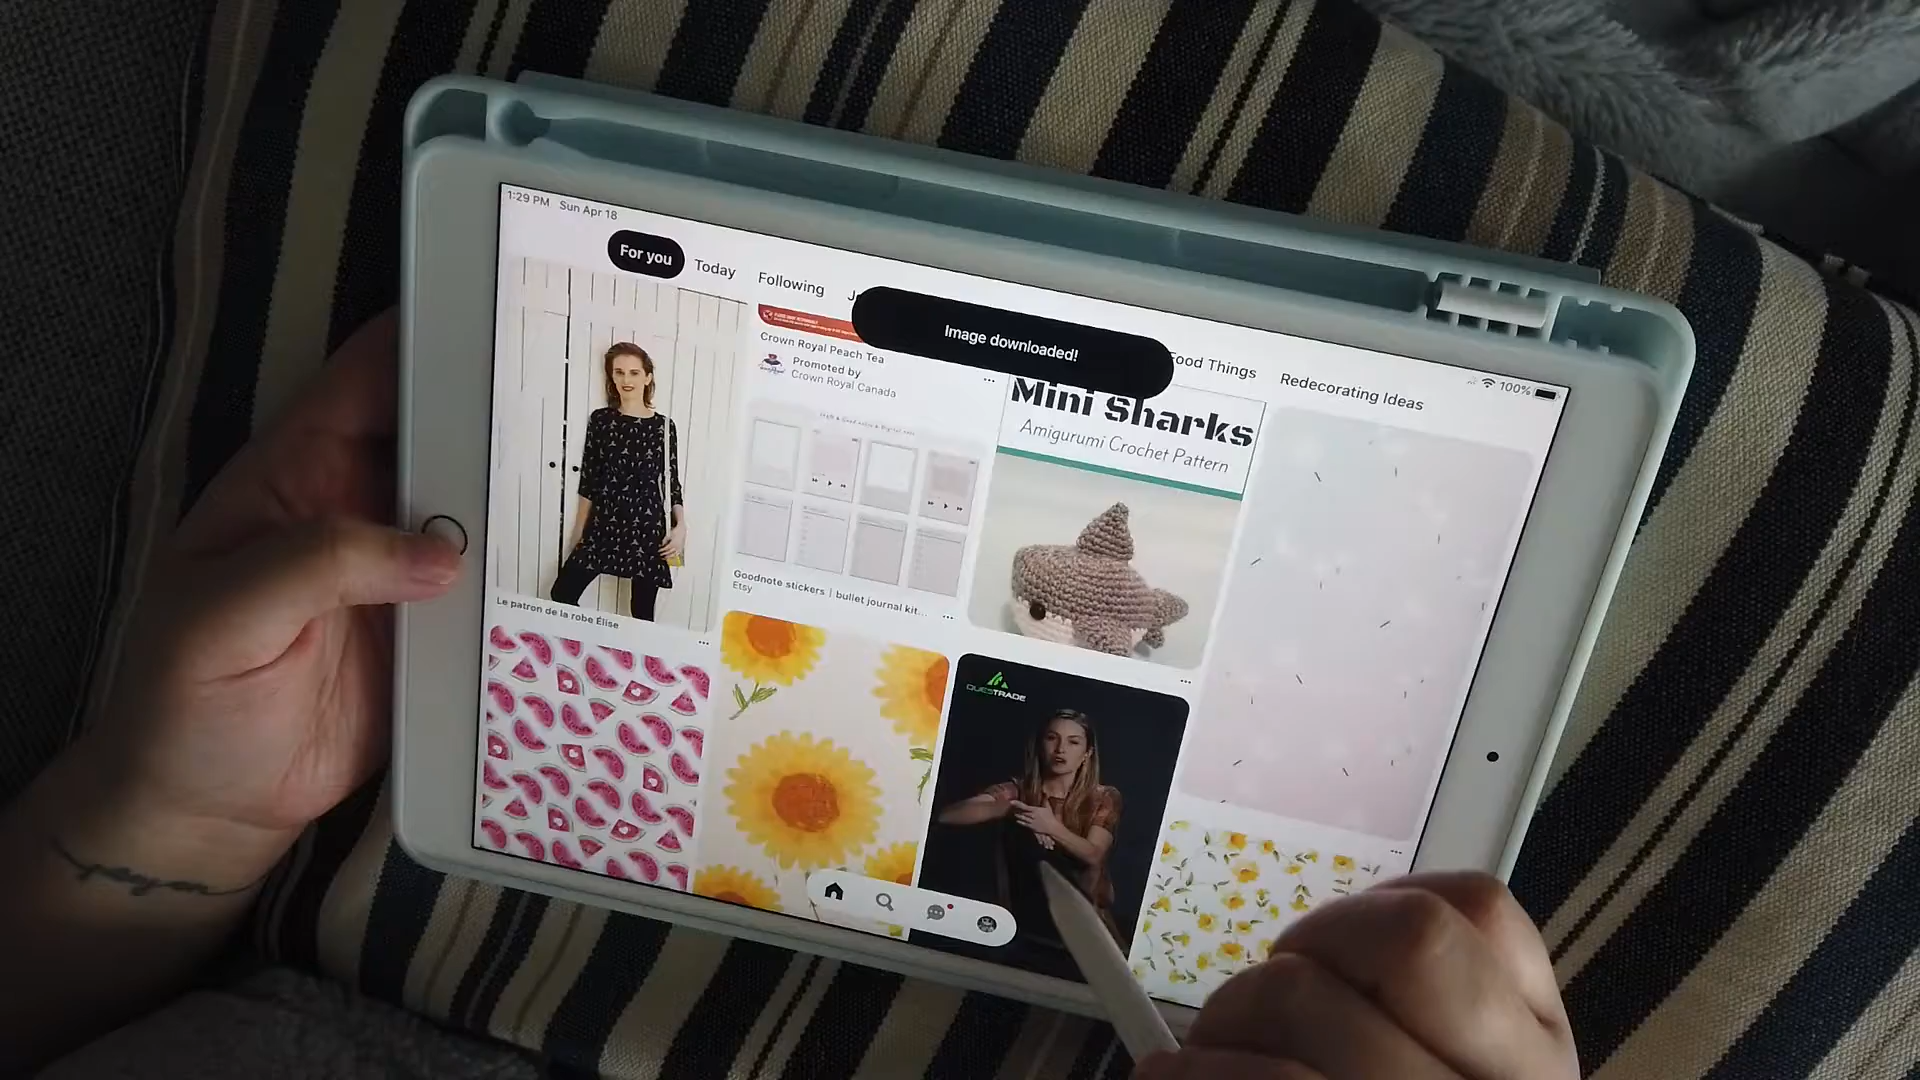 1:29 PM Sun Apr 18
100%
For you
Today
Following
Image downloaded!
Food Things
Redecorating Ideas
Crown Royal Peach Tea
Promoted by
Crown Royal Canada
Mini Sharks
Amigurumi Crochet Pattern
Goodnote stickers | bullet journal kit...
Etsy
Le patron de la robe Élise
QUESTRADE